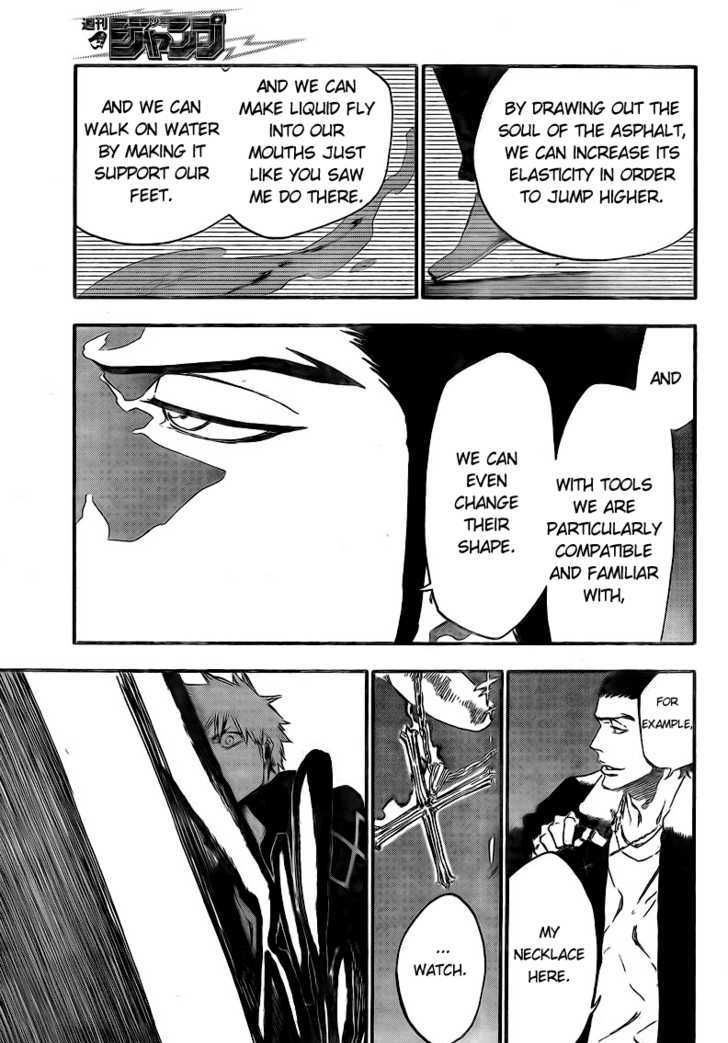 週刊
ジャンプ
BY DRAWING OUT THE
SOUL OF THE ASPHALT,
WE CAN INCREASE ITS
ELASTICITY IN ORDER
TO JUMP HIGHER.
AND WE CAN
MAKE LIQUID FLY
INTO OUR
MOUTHS JUST
LIKE YOU SAW
ME DO THERE.
AND WE CAN
WALK ON WATER
BY MAKING IT
SUPPORT OUR
FEET.
AND
WITH TOOLS
WE ARE
PARTICULARLY
COMPATIBLE
AND FAMILIAR
WITH,
WE CAN
EVEN
CHANGE
THEIR
SHAPE.
FOR
EXAMPLE,
MY
NECKLACE
HERE.
...
WATCH.